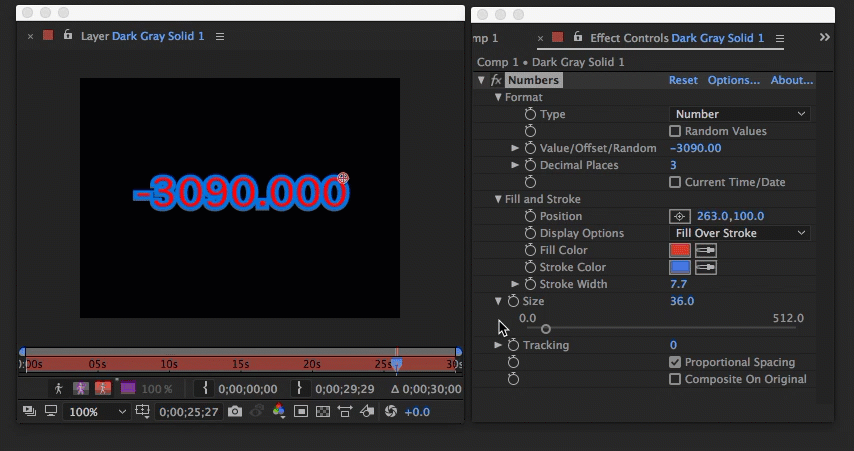 Layer Dark Gray Solid 1
-3090.000
:00s 05s 10s 15s 20s 25s 30s
100% 0;00;00;00 0;00;29;29 Δ 0;00;30;00
100% 0;00;25;27 +0.0
mp 1 Effect Controls Dark Gray Solid 1
Comp 1 • Dark Gray Solid 1
fx Numbers Reset Options... About...
Format
Type Number
Random Values
Value/Offset/Random -3090.00
Decimal Places 3
Current Time/Date
Fill and Stroke
Position 263.0,100.0
Display Options Fill Over Stroke
Fill Color
Stroke Color
Stroke Width 7.7
Size 36.0
0.0 512.0
Tracking 0
Proportional Spacing
Composite On Original